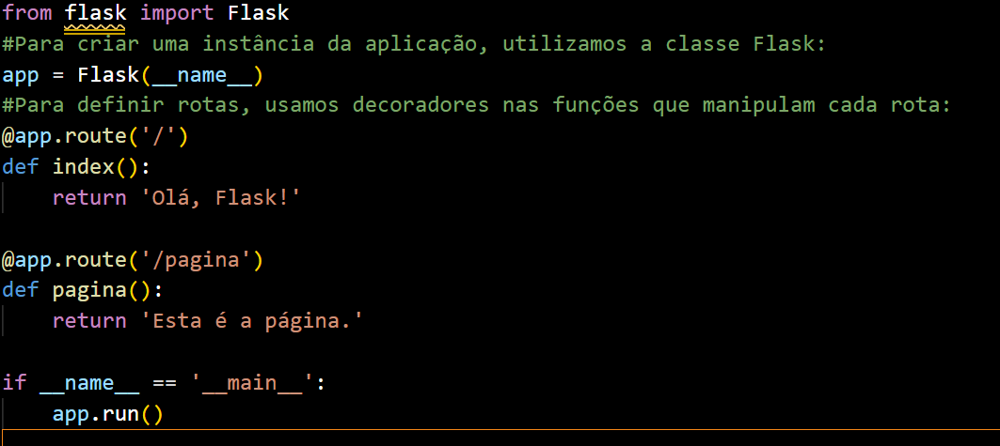 from flask import Flask
#Para criar uma instância da aplicação, utilizamos a classe Flask:
app = Flask(__name__)
#Para definir rotas, usamos decoradores nas funções que manipulam cada rota:
@app.route('/')
def index():
    return 'Olá, Flask!'

@app.route('/pagina')
def pagina():
    return 'Esta é a página.'

if __name__ == '__main__':
    app.run()